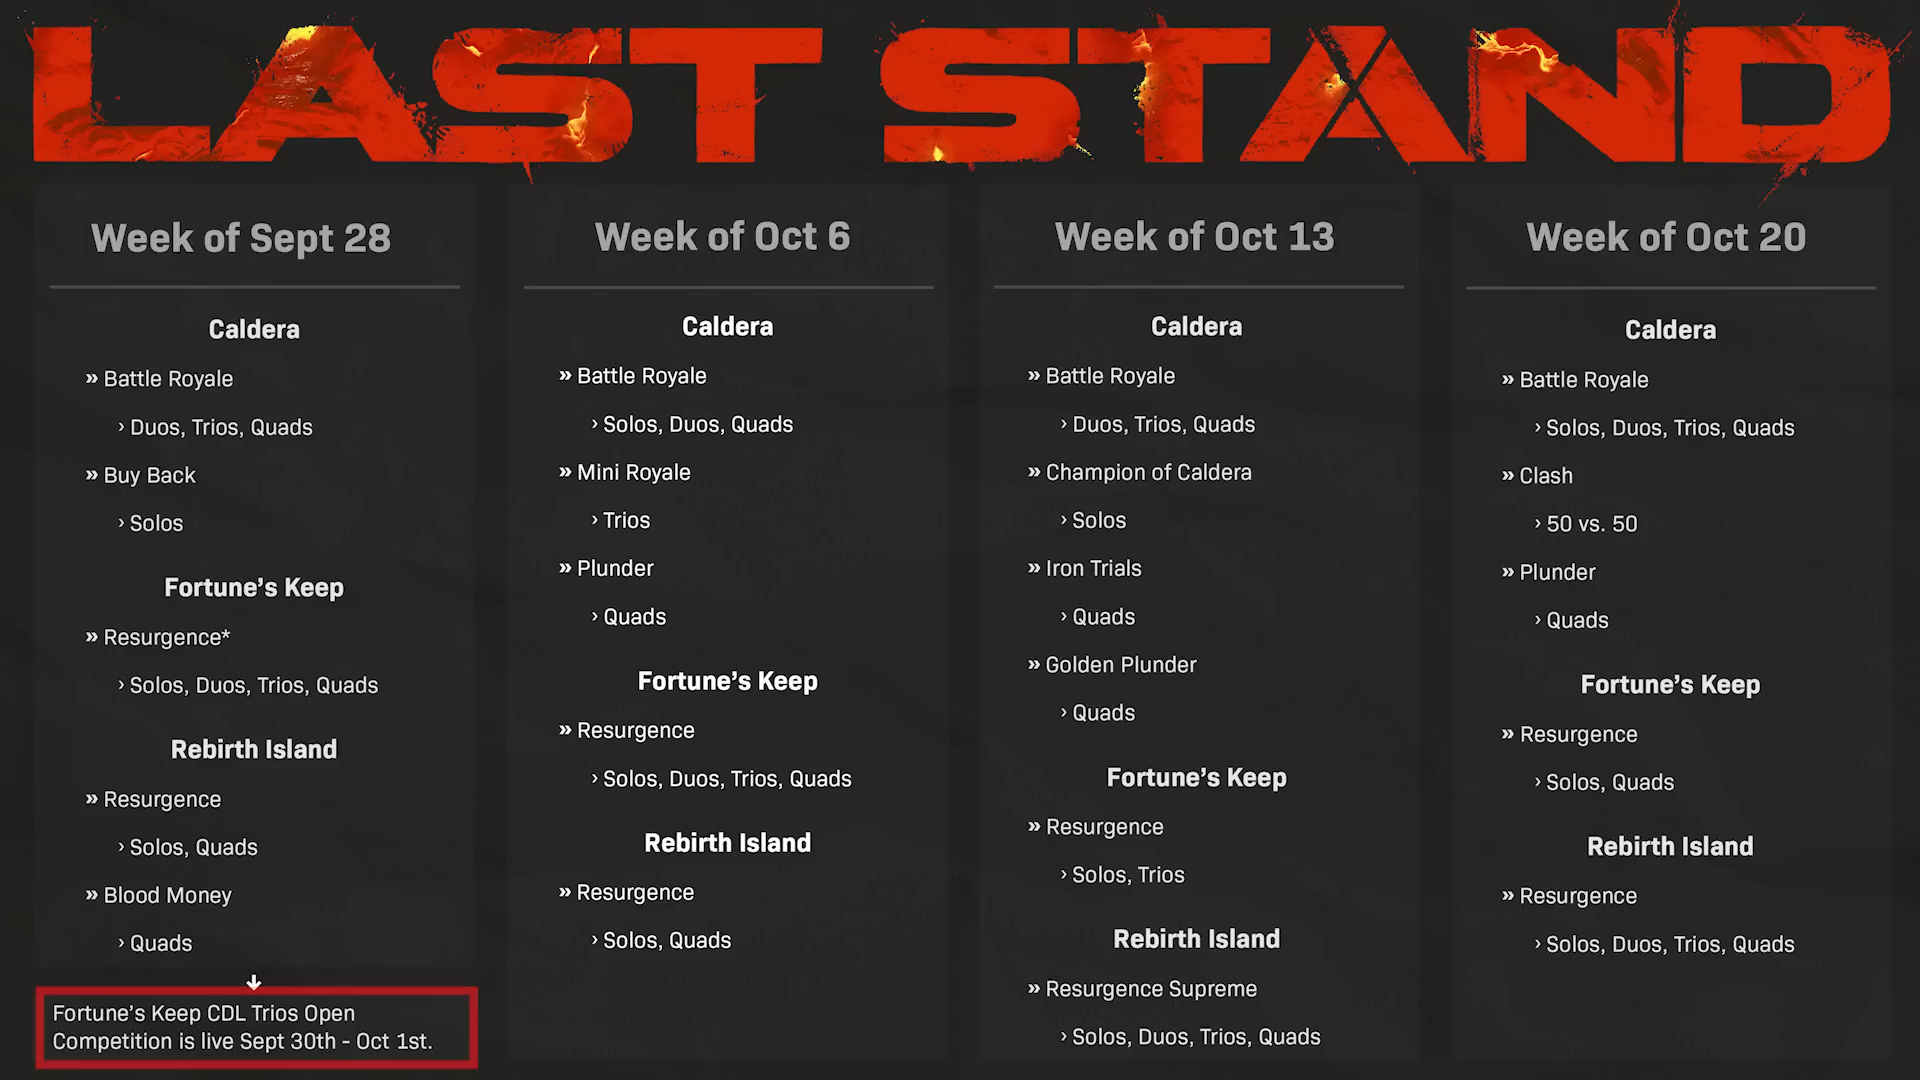 LAST STAND
Week of Sept 28
Caldera
» Battle Royale
› Duos, Trios, Quads
» Buy Back
› Solos
Fortune's Keep
» Resurgence*
› Solos, Duos, Trios, Quads
Rebirth Island
» Resurgence
› Solos, Quads
» Blood Money
› Quads
Fortune's Keep CDL Trios Open
Competition is live Sept 30th - Oct 1st.
Week of Oct 6
Caldera
» Battle Royale
› Solos, Duos, Quads
» Mini Royale
› Trios
» Plunder
› Quads
Fortune's Keep
» Resurgence
› Solos, Duos, Trios, Quads
Rebirth Island
» Resurgence
› Solos, Quads
Week of Oct 13
Caldera
» Battle Royale
› Duos, Trios, Quads
» Champion of Caldera
› Solos
» Iron Trials
› Quads
» Golden Plunder
› Quads
Fortune's Keep
» Resurgence
› Solos, Trios
Rebirth Island
» Resurgence Supreme
› Solos, Duos, Trios, Quads
Week of Oct 20
Caldera
» Battle Royale
› Solos, Duos, Trios, Quads
» Clash
› 50 vs. 50
» Plunder
› Quads
Fortune's Keep
» Resurgence
› Solos, Quads
Rebirth Island
» Resurgence
› Solos, Duos, Trios, Quads